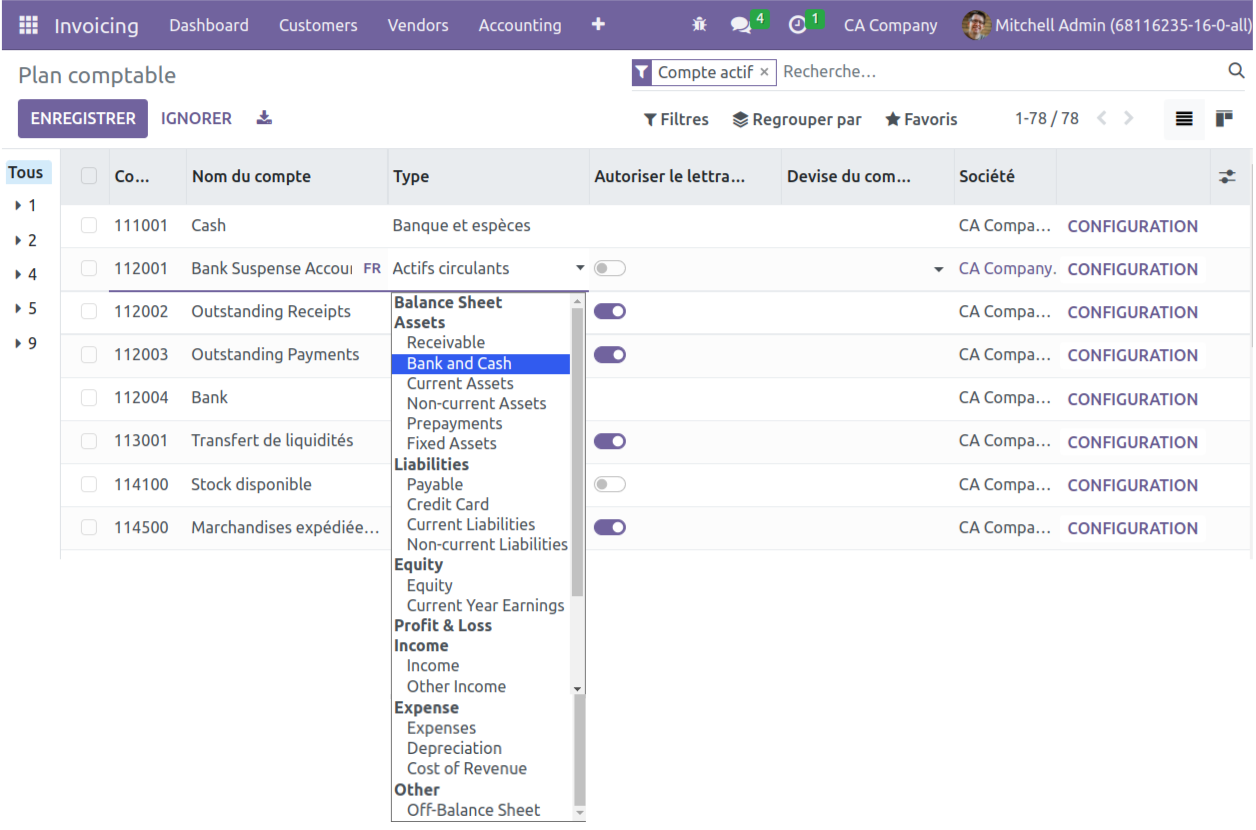 Invoicing Dashboard Customers Vendors Accounting + 4 1 CA Company Mitchell Admin (68116235-16-0-all)
Plan comptable Compte actif × Recherche...
ENREGISTRER IGNORER Filtres Regrouper par Favoris 1-78 / 78
Tous Co... Nom du compte Type Autoriser le lettra... Devise du com... Société
1
2
4
5
9
111001 Cash Banque et espèces CA Compa... CONFIGURATION
112001 Bank Suspense Accou FR Actifs circulants CA Company. CONFIGURATION
112002 Outstanding Receipts CA Compa... CONFIGURATION
112003 Outstanding Payments CA Compa... CONFIGURATION
112004 Bank CA Compa... CONFIGURATION
113001 Transfert de liquidités CA Compa... CONFIGURATION
114100 Stock disponible CA Compa... CONFIGURATION
114500 Marchandises expédiée... CA Compa... CONFIGURATION
Balance Sheet
Assets
Receivable
Bank and Cash
Current Assets
Non-current Assets
Prepayments
Fixed Assets
Liabilities
Payable
Credit Card
Current Liabilities
Non-current Liabilities
Equity
Equity
Current Year Earnings
Profit & Loss
Income
Income
Other Income
Expense
Expenses
Depreciation
Cost of Revenue
Other
Off-Balance Sheet